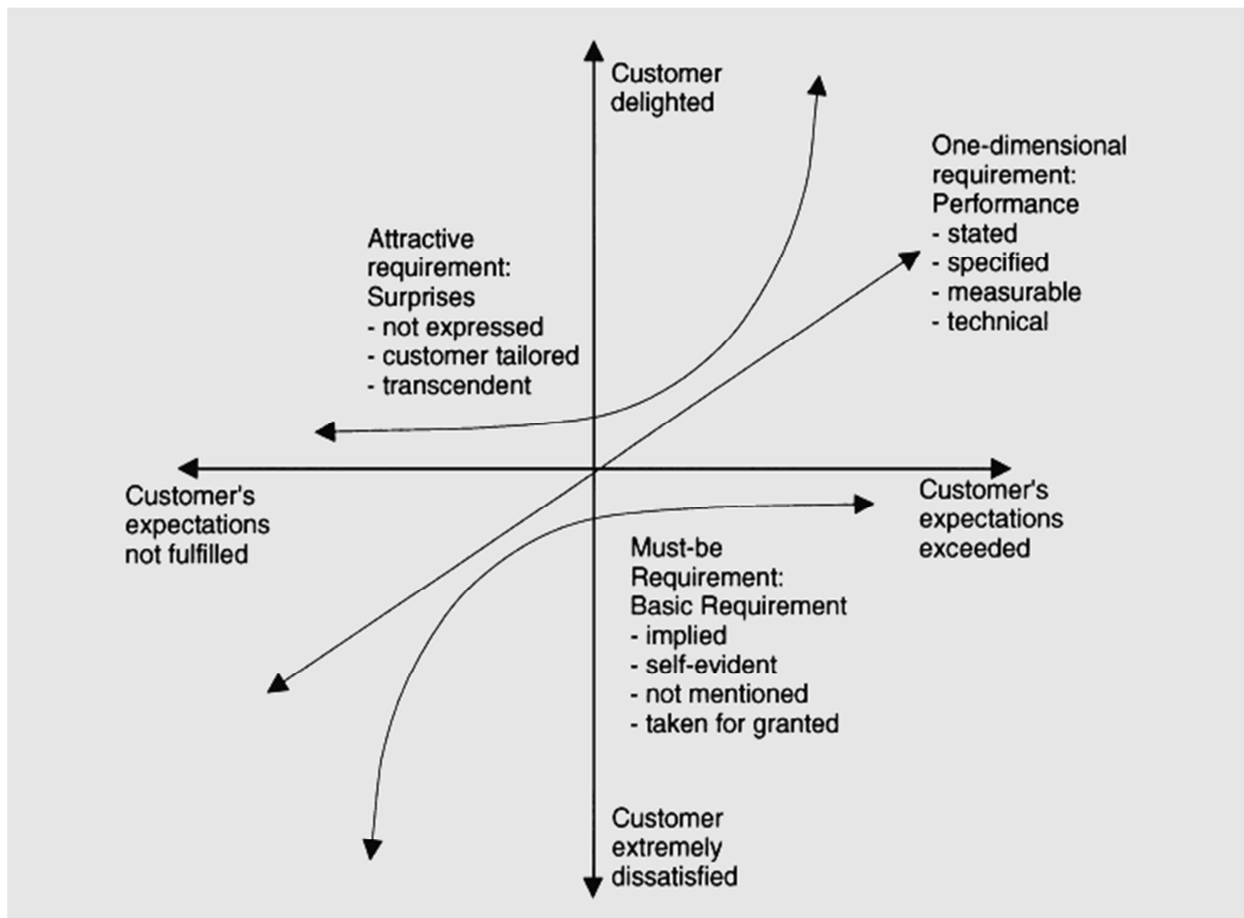 Customer
delighted
One-dimensional
requirement:
Performance
- stated
- specified
- measurable
- technical
Attractive
requirement:
Surprises
- not expressed
- customer tailored
- transcendent
Customer's
expectations
not fulfilled
Customer's
expectations
exceeded
Must-be
Requirement:
Basic Requirement
- implied
- self-evident
- not mentioned
- taken for granted
Customer
extremely
dissatisfied